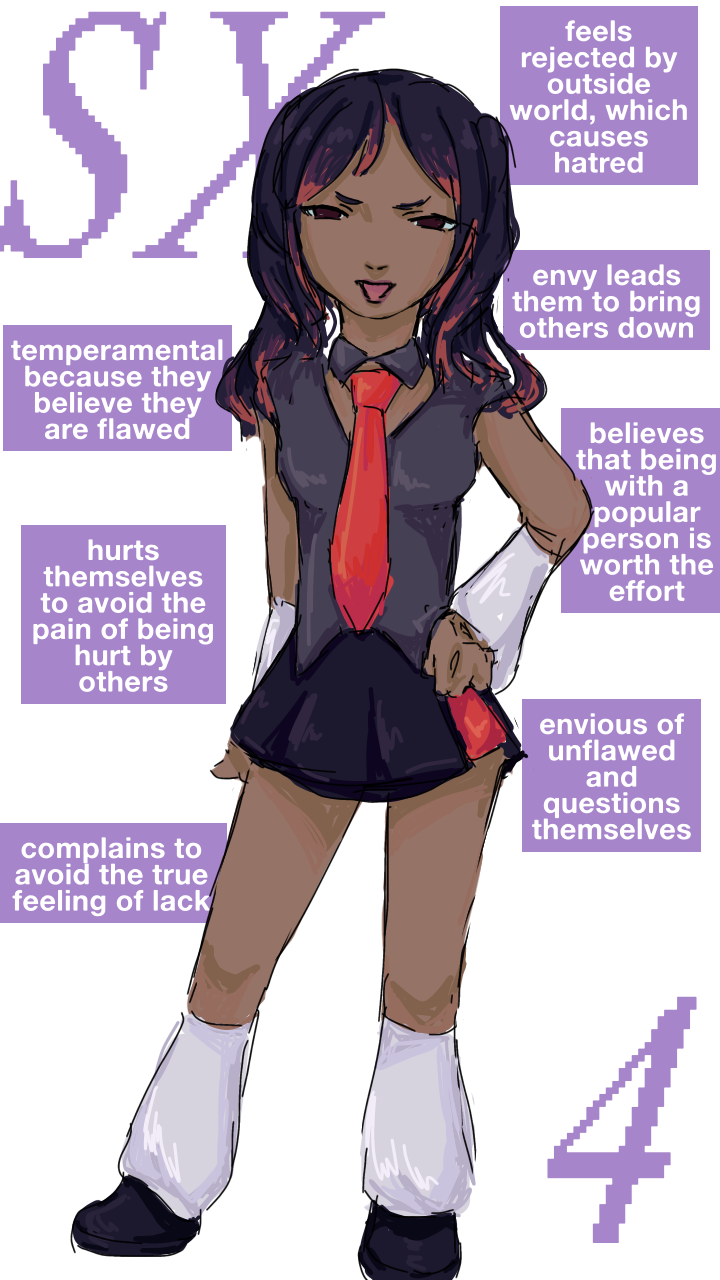 SX
feels
rejected by
outside
world, which
causes
hatred
envy leads
them to bring
others down
temperamental
because they
believe they
are flawed
believes
that being
with a
popular
person is
worth the
effort
hurts
themselves
to avoid the
pain of being
hurt by
others
envious of
unflawed
and
questions
themselves
complains to
avoid the true
feeling of lack
4